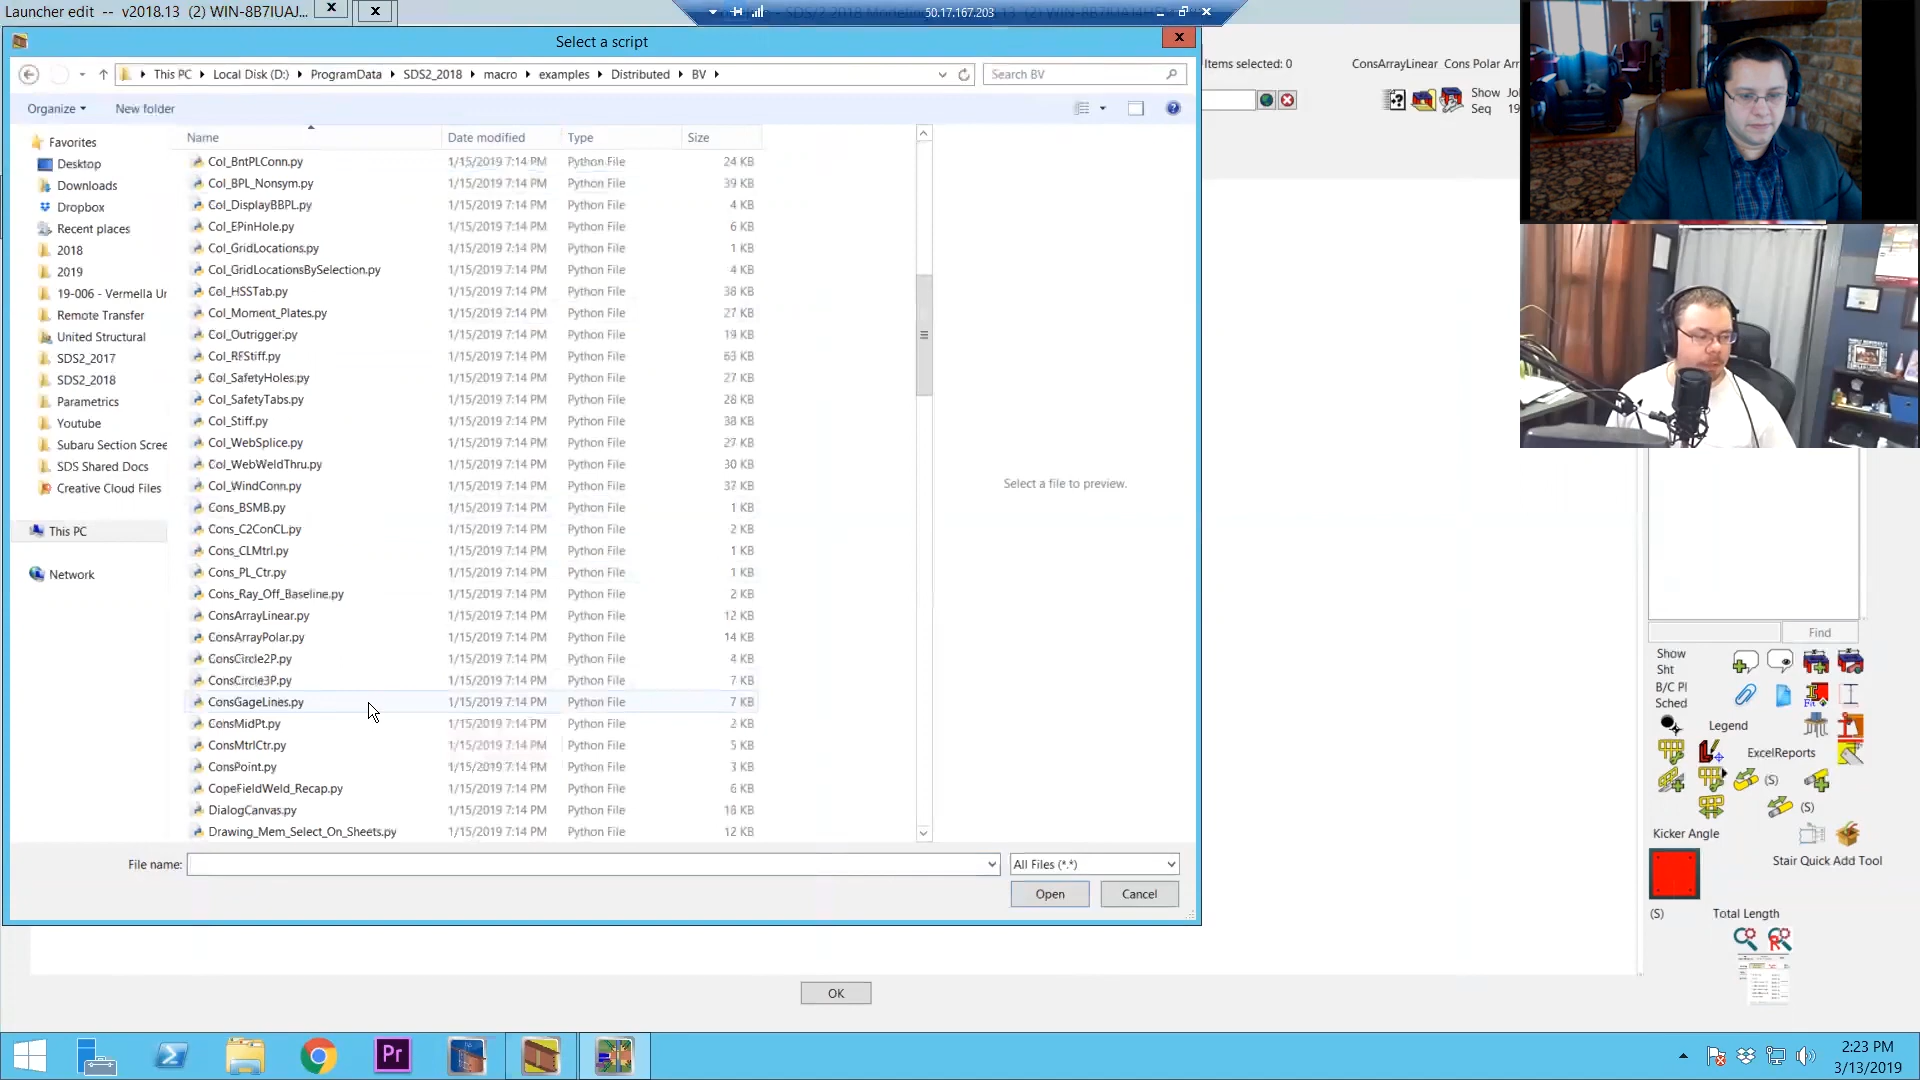 Launcher edit -- v2018.13 (2) WIN-8B7IUAJ...
50.17.167.203
Select a script
This PC
Local Disk (D:)
ProgramData
SDS2_2018
macro
examples
Distributed
BV
Search BV
Organize
New folder
Items selected: 0
ConsArrayLinear Cons Polar Arr
Show
Seq
Name Date modified Type Size
Col_BntPLConn.py 1/15/2019 7:14 PM Python File 24 KB
Col_BPL_Nonsym.py 1/15/2019 7:14 PM Python File 39 KB
Col_DisplayBBPL.py 1/15/2019 7:14 PM Python File 4 KB
Col_EPinHole.py 1/15/2019 7:14 PM Python File 6 KB
Col_GridLocations.py 1/15/2019 7:14 PM Python File 1 KB
Col_GridLocationsBySelection.py 1/15/2019 7:14 PM Python File 4 KB
Col_HSSTab.py 1/15/2019 7:14 PM Python File 38 KB
Col_Moment_Plates.py 1/15/2019 7:14 PM Python File 27 KB
Col_Outrigger.py 1/15/2019 7:14 PM Python File 19 KB
Col_RFStiff.py 1/15/2019 7:14 PM Python File 63 KB
Col_SafetyHoles.py 1/15/2019 7:14 PM Python File 27 KB
Col_SafetyTabs.py 1/15/2019 7:14 PM Python File 28 KB
Col_Stiff.py 1/15/2019 7:14 PM Python File 38 KB
Col_WebSplice.py 1/15/2019 7:14 PM Python File 27 KB
Col_WebWeldThru.py 1/15/2019 7:14 PM Python File 30 KB
Col_WindConn.py 1/15/2019 7:14 PM Python File 37 KB
Cons_BSMB.py 1/15/2019 7:14 PM Python File 1 KB
Cons_C2ConCL.py 1/15/2019 7:14 PM Python File 2 KB
Cons_CLMtrl.py 1/15/2019 7:14 PM Python File 1 KB
Cons_PL_Ctr.py 1/15/2019 7:14 PM Python File 1 KB
Cons_Ray_Off_Baseline.py 1/15/2019 7:14 PM Python File 2 KB
ConsArrayLinear.py 1/15/2019 7:14 PM Python File 12 KB
ConsArrayPolar.py 1/15/2019 7:14 PM Python File 14 KB
ConsCircle2P.py 1/15/2019 7:14 PM Python File 4 KB
ConsCircle3P.py 1/15/2019 7:14 PM Python File 7 KB
ConsGageLines.py 1/15/2019 7:14 PM Python File 7 KB
ConsMidPt.py 1/15/2019 7:14 PM Python File 2 KB
ConsMtrlCtr.py 1/15/2019 7:14 PM Python File 5 KB
ConsPoint.py 1/15/2019 7:14 PM Python File 3 KB
CopeFieldWeld_Recap.py 1/15/2019 7:14 PM Python File 6 KB
DialogCanvas.py 1/15/2019 7:14 PM Python File 18 KB
Drawing_Mem_Select_On_Sheets.py 1/15/2019 7:14 PM Python File 12 KB
Favorites
Desktop
Downloads
Dropbox
Recent places
2018
2019
19-006 - Vermella Ur
Remote Transfer
United Structural
SDS2_2017
SDS2_2018
Parametrics
Youtube
Subaru Section Scree
SDS Shared Docs
Creative Cloud Files
This PC
Network
Select a file to preview.
File name:
All Files (*.*)
Open
Cancel
OK
Find
Show
Sht
B/C Pl
Sched
Legend
ExcelReports
(S)
(S)
Kicker Angle
Stair Quick Add Tool
(S)
Total Length
Pr
2:23 PM
3/13/2019